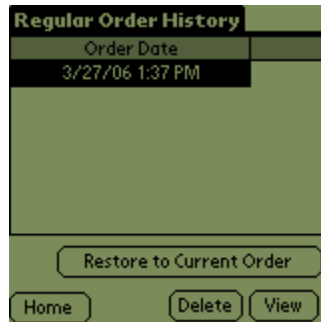 Regular Order History
Order Date
3/27/06 1:37 PM
Restore to Current Order
Home Delete View